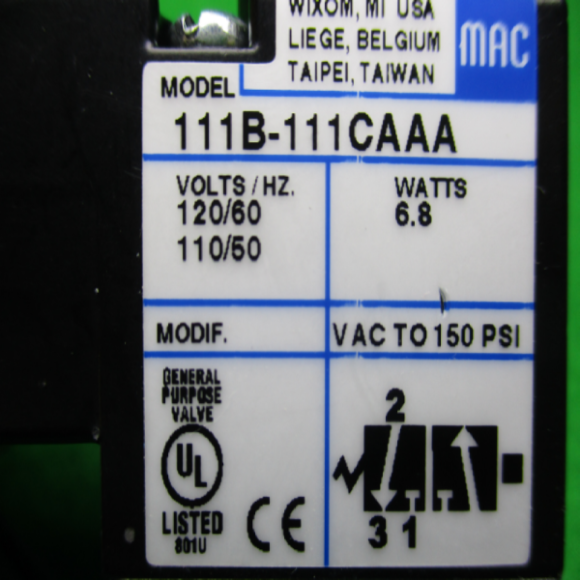 WIXOM, MI USA
LIEGE, BELGIUM
TAIPEI, TAIWAN
MAC
MODEL
111B-111CAAA
VOLTS / HZ.
120/60
110/50
WATTS
6.8
MODIF.
VAC TO 150 PSI
GENERAL
PURPOSE
VALVE
UL
LISTED
801U
CE
2
3 1